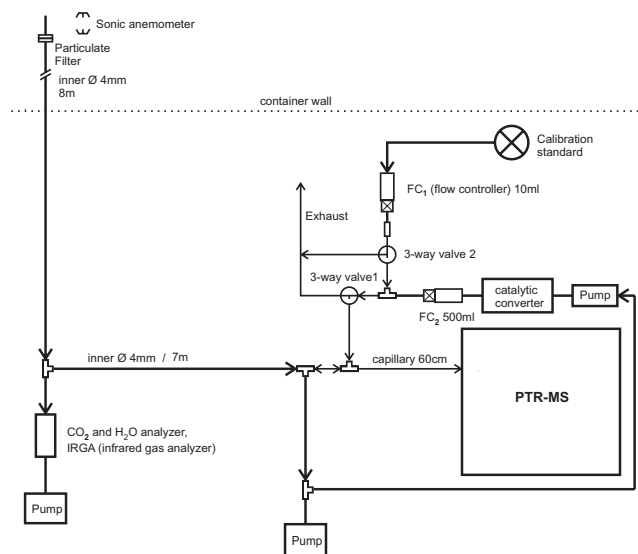 Sonic anemometer
Particulate
Filter
inner Ø 4mm
8m
container wall
Calibration
standard
FC1 (flow controller) 10ml
Exhaust
3-way valve 2
3-way valve1
catalytic
converter
Pump
FC2 500ml
inner Ø 4mm / 7m
capillary 60cm
PTR-MS
CO2 and H2O analyzer,
IRGA (infrared gas analyzer)
Pump
Pump